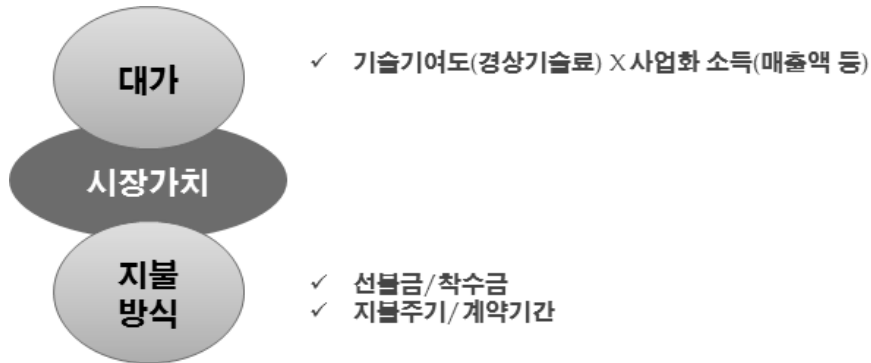 대가
✓ 기술기여도(경상기술료) X 사업화 소득(매출액 등)
시장가치
지불
방식
✓ 선불금/착수금
✓ 지불주기/계약기간